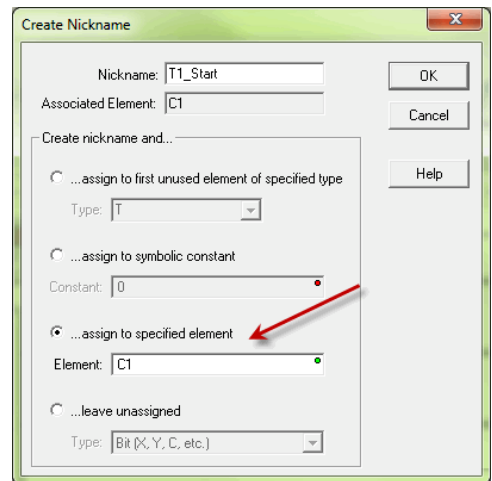 Create Nickname
Nickname: T1_Start
OK
Associated Element: C1
Cancel
Create nickname and...
...assign to first unused element of specified type
Help
Type: T
...assign to symbolic constant
Constant: 0
...assign to specified element
Element: C1
...leave unassigned
Type: Bit (X, Y, C, etc.)